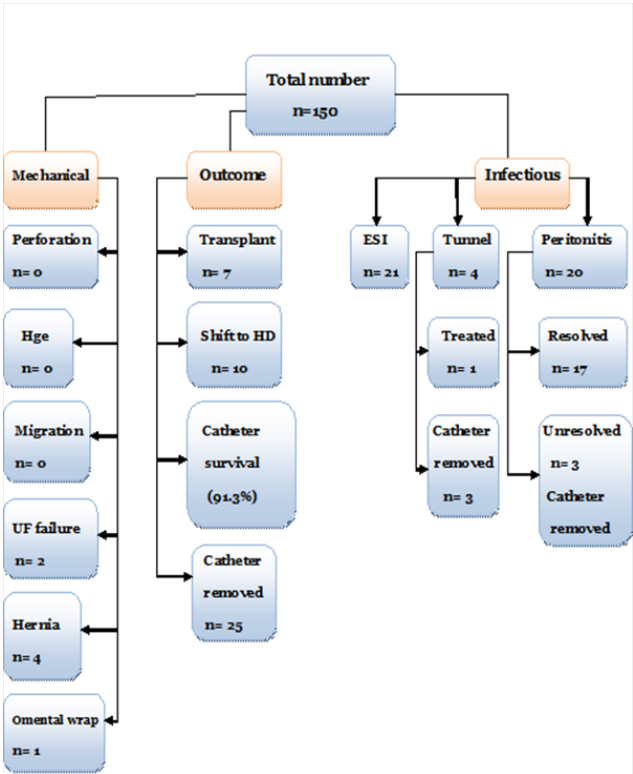 Total number
n=150
Mechanical
Perforation
n= 0
Hge
n= 0
Migration
n= 0
UF failure
n= 2
Hernia
n= 4
Omental wrap
n= 1
Outcome
Transplant
n= 7
Shift to HD
n= 10
Catheter
survival
(91.3%)
Catheter
removed
n= 25
Infectious
ESI
n= 21
Tunnel
n= 4
Treated
n= 1
Catheter
removed
n= 3
Peritonitis
n= 20
Resolved
n= 17
Unresolved
n= 3
Catheter
removed